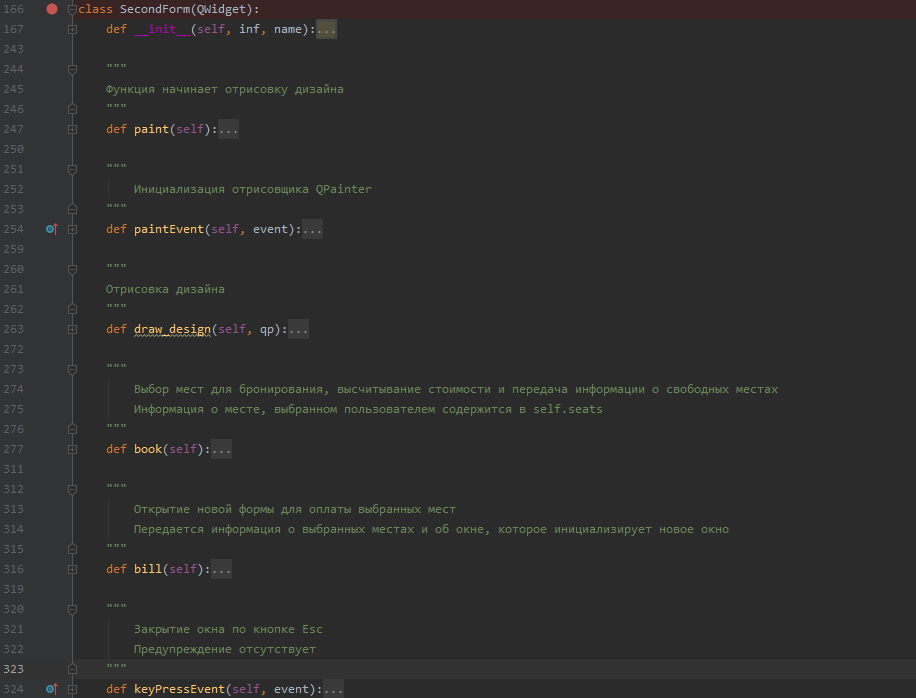 166 class SecondForm(QWidget):
167 def __init__(self, inf, name):...
243
244 """
245 Функция начинает отрисовку дизайна
246 """
247 def paint(self):...
250
251 """
252 Инициализация отрисовщика QPainter
253 """
254 def paintEvent(self, event):...
259
260 """
261 Отрисовка дизайна
262 """
263 def draw_design(self, qp):...
272
273 """
274 Выбор мест для бронирования, высчитывание стоимости и передача информации о свободных местах
275 Информация о месте, выбранном пользователем содержится в self.seats
276 """
277 def book(self):...
311
312 """
313 Открытие новой формы для оплаты выбранных мест
314 Передается информация о выбранных местах и об окне, которое инициализирует новое окно
315 """
316 def bill(self):...
319
320 """
321 Закрытие окна по кнопке Esc
322 Предупреждение отсутствует
323 """
324 def keyPressEvent(self, event):...